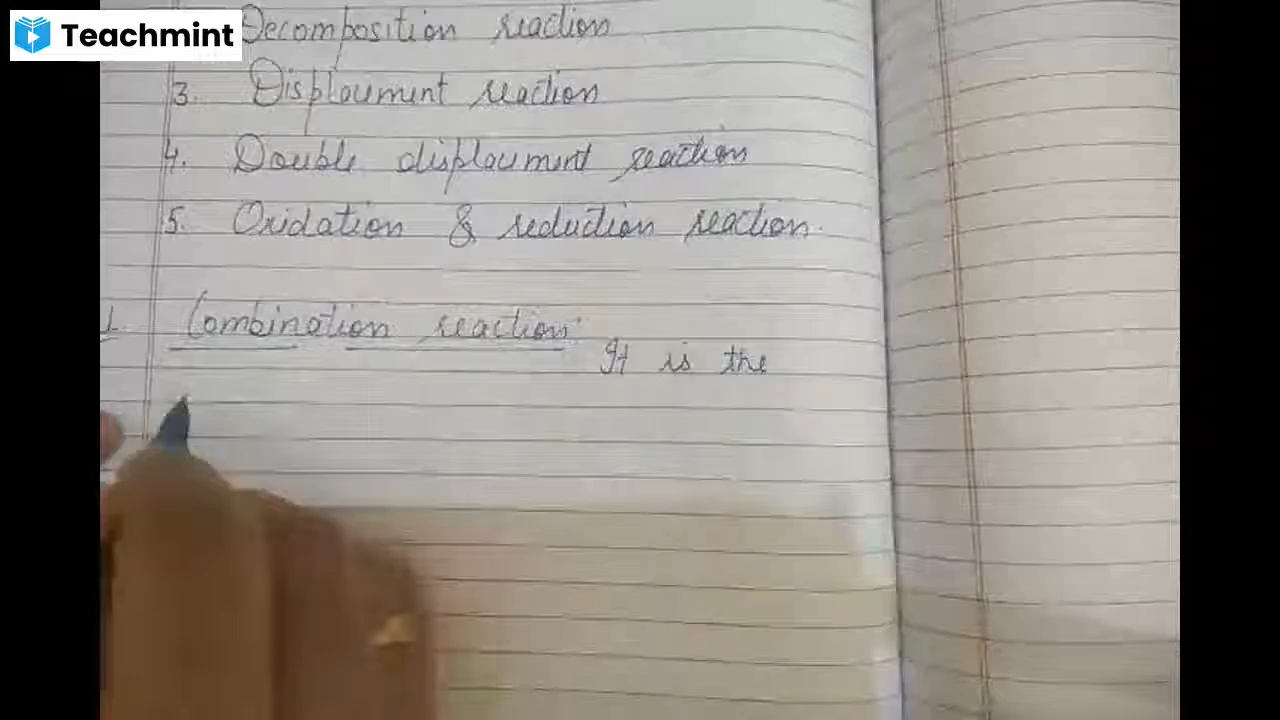 Teachmint
Decomposition reaction
3. Displacement reaction
4. Double displacement reaction
5. Oxidation & reduction reaction.
1. Combination reaction:
It is the